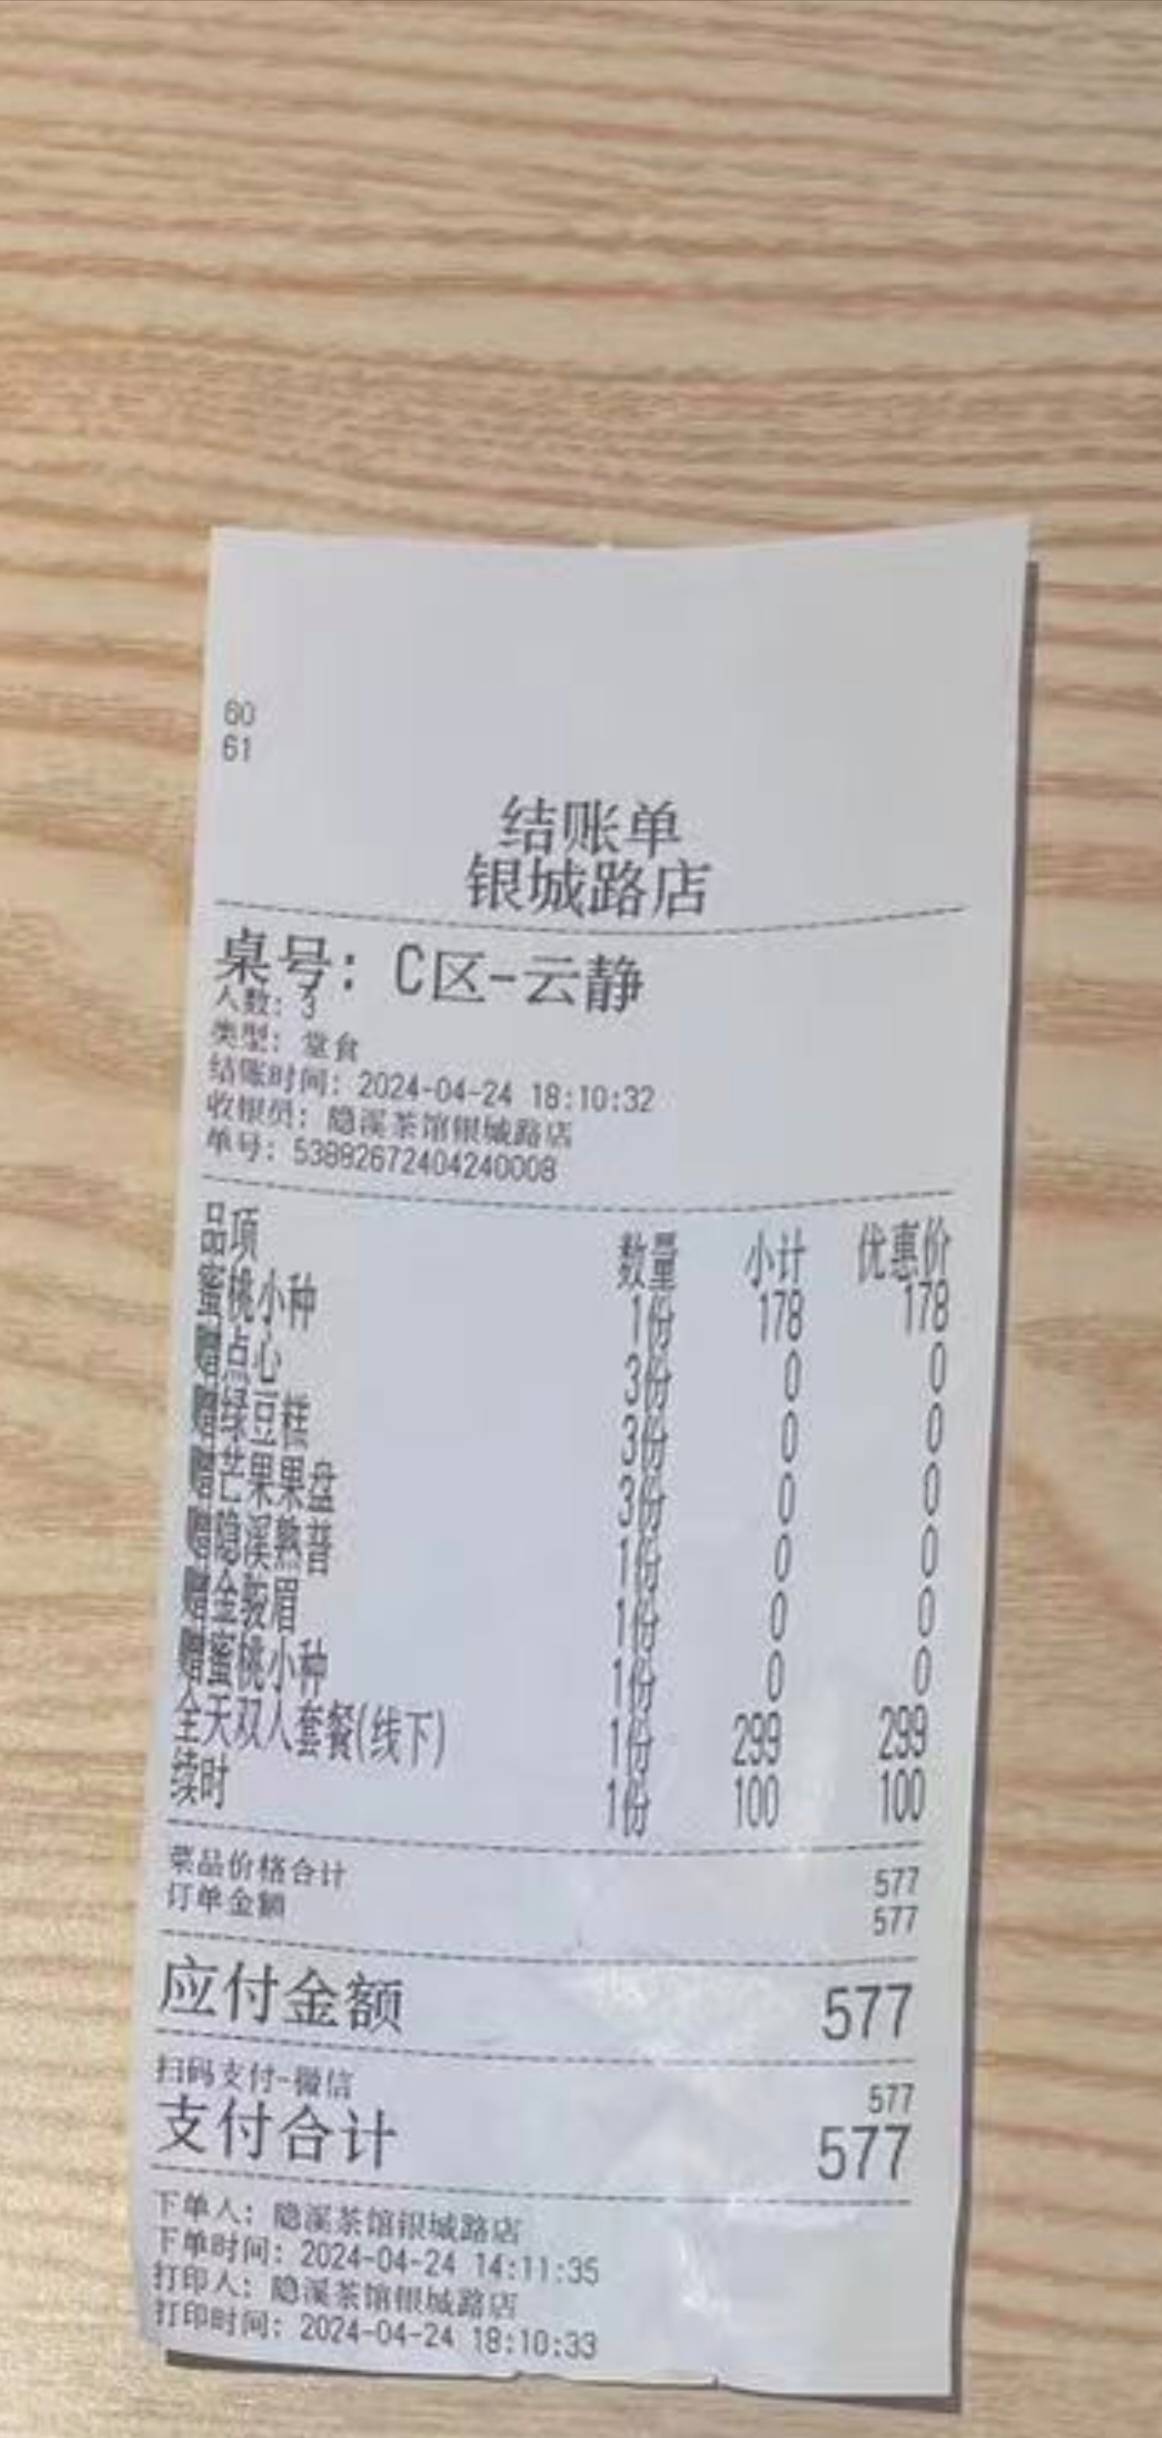 60
61
结账单
银城路店
桌号: C区-云静
人数: 3
类型: 堂食
结账时间: 2024-04-24 18:10:32
收银员: 隐溪茶馆银城路店
单号: 53892672404240008
品项 数量 小计 优惠价
蜜桃小种 1份 178 178
赠点心 3份 0 0
赠绿豆糕 3份 0 0
赠芒果果盘 3份 0 0
赠隐溪熟普 1份 0 0
赠金骏眉 1份 0 0
赠蜜桃小种 1份 0 0
全天双人套餐(线下) 1份 299 299
续时 1份 100 100
菜品价格合计 577
订单金额 577
应付金额 577
扫码支付-微信 577
支付合计 577
下单人: 隐溪茶馆银城路店
下单时间: 2024-04-24 14:11:35
打印人: 隐溪茶馆银城路店
打印时间: 2024-04-24 18:10:33